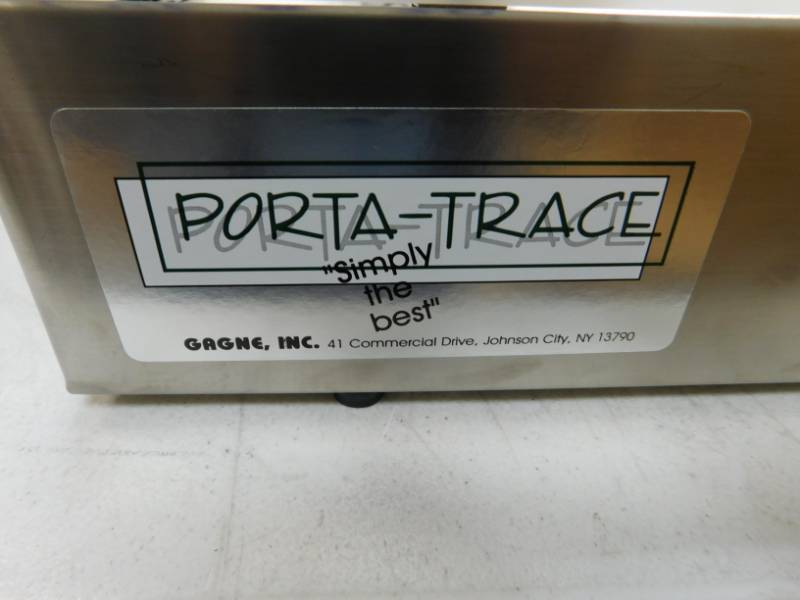 PORTA-TRACE
"Simply
the
best"
GAGNE, INC. 41 Commercial Drive, Johnson City, NY 13790